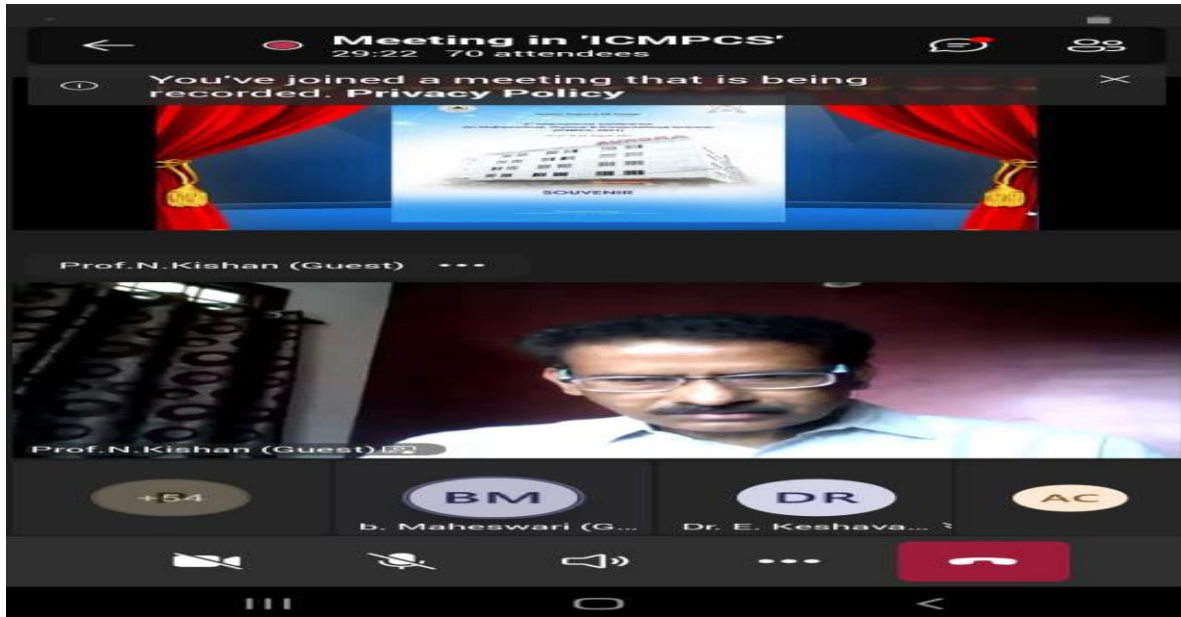 Meeting in 'ICMPCS'
29:22 70 attendees
You've joined a meeting that is being
recorded. Privacy Policy
SOUVENIR
Prof.N.Kishan (Guest) •••
Prof.N.Kishan (Guest)
+54
BM
DR
AC
b. Maheswari (G...
Dr. E. Keshava...